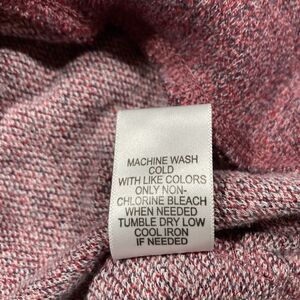 MACHINE WASH
COLD
WITH LIKE COLORS
ONLY NON-
CHLORINE BLEACH
WHEN NEEDED
TUMBLE DRY LOW
COOL IRON
IF NEEDED